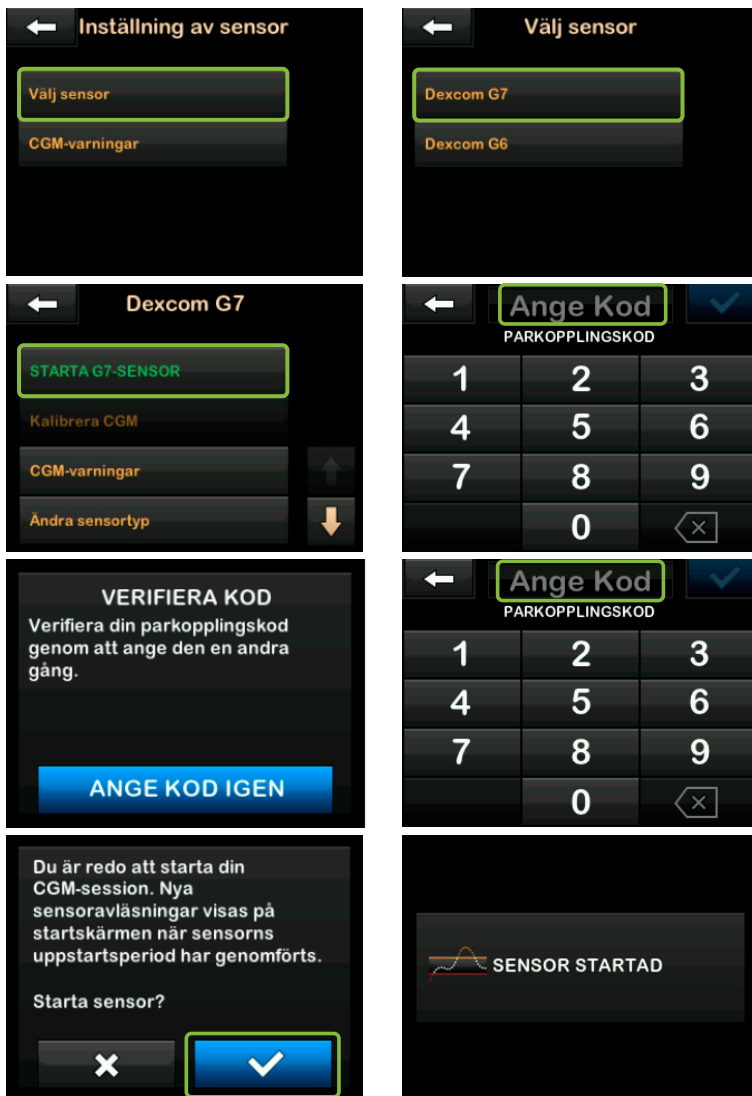 Inställning av sensor
Välj sensor
CGM-varningar
Välj sensor
Dexcom G7
Dexcom G6
Dexcom G7
STARTA G7-SENSOR
Kalibrera CGM
CGM-varningar
Ändra sensortyp
Ange Kod
PARKOPPLINGSKOD
1 2 3
4 5 6
7 8 9
0
VERIFIERA KOD
Verifiera din parkopplingskod
genom att ange den en andra
gång.
ANGE KOD IGEN
Ange Kod
PARKOPPLINGSKOD
1 2 3
4 5 6
7 8 9
0
Du är redo att starta din
CGM-session. Nya
sensoravläsningar visas på
startskärmen när sensorns
uppstartsperiod har genomförts.
Starta sensor?
SENSOR STARTAD